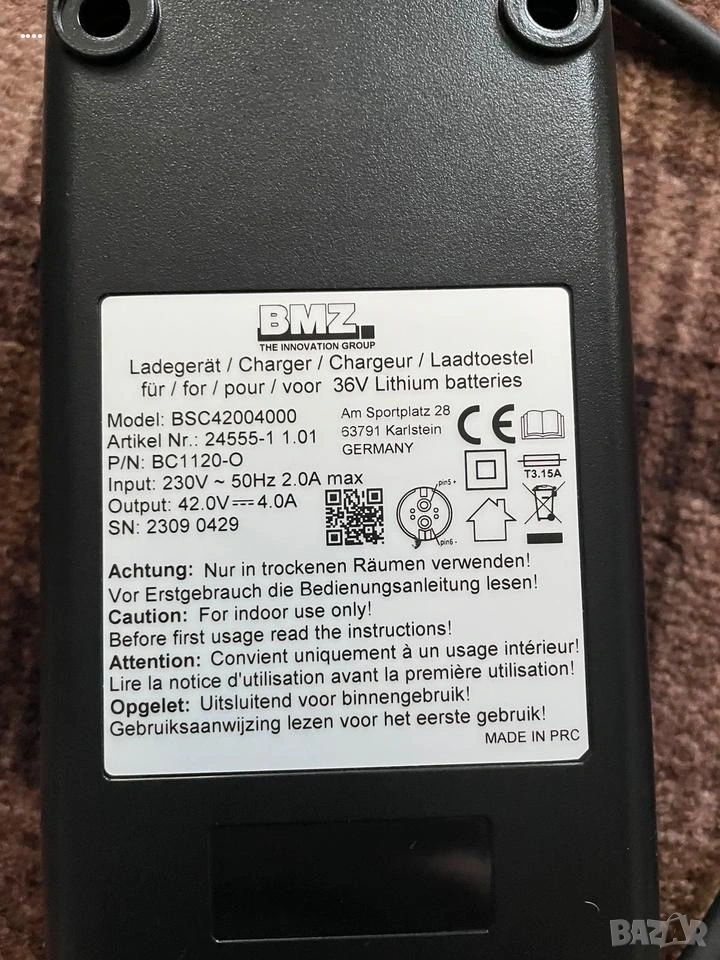 BMZ
THE INNOVATION GROUP
Ladegerät / Charger / Chargeur / Laadtoestel
für / for / pour / voor 36V Lithium batteries
Model: BSC42004000
Artikel Nr.: 24555-1 1.01
P/N: BC1120-O
Input: 230V ~ 50Hz 2.0A max
Output: 42.0V⎓4.0A
SN: 2309 0429
Am Sportplatz 28
63791 Karlstein
GERMANY
CE
T3.15A
pin5 +
pin6 -
Achtung: Nur in trockenen Räumen verwenden!
Vor Erstgebrauch die Bedienungsanleitung lesen!
Caution: For indoor use only!
Before first usage read the instructions!
Attention: Convient uniquement à un usage intérieur!
Lire la notice d'utilisation avant la première utilisation!
Opgelet: Uitsluitend voor binnengebruik!
Gebruiksaanwijzing lezen voor het eerste gebruik!
MADE IN PRC
BAZAR